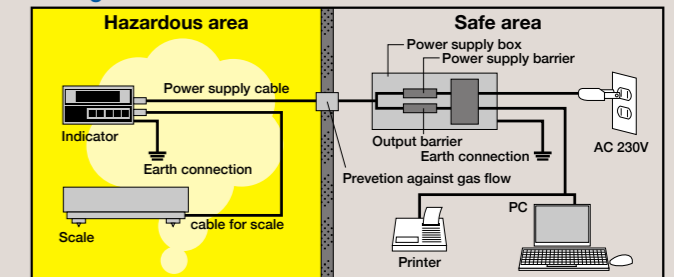 Hazardous area
Safe area
Power supply box
Power supply barrier
Power supply cable
Indicator
Output barrier
Earth connection
AC 230V
Earth connection
Prevetion against gas flow
PC
cable for scale
Scale
Printer